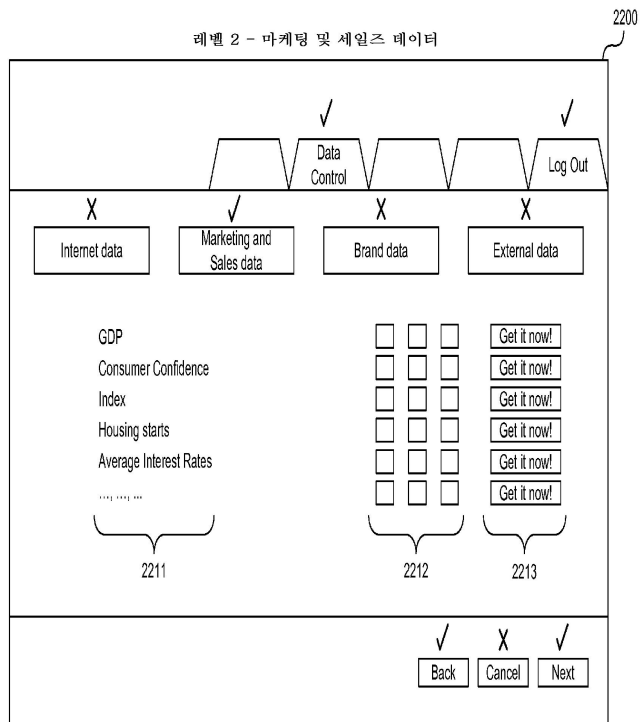 2200
레벨 2 - 마케팅 및 세일즈 데이터
Data
Control
Log Out
Internet data
Marketing and
Sales data
Brand data
External data
GDP
Get it now!
Consumer Confidence
Get it now!
Index
Get it now!
Housing starts
Get it now!
Average Interest Rates
Get it now!
..., ..., ...
Get it now!
2211
2212
2213
Back
Cancel
Next